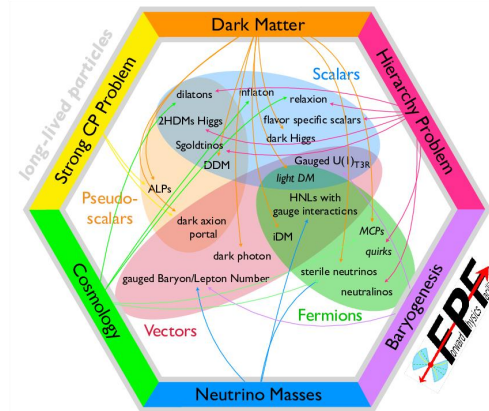 Dark Matter
Strong CP Problem
long-lived particles
Hierarchy Problem
Scalars
dilatons
inflaton
relaxion
2HDMs Higgs
flavor specific scalars
dark Higgs
Sgoldtinos
DDM
Gauged U(1)T3R
light DM
ALPs
HNLs with
gauge interactions
Pseudo-
scalars
dark axion
portal
iDM
MCPs
quirks
dark photon
sterile neutrinos
gauged Baryon/Lepton Number
neutralinos
Vectors
Fermions
Cosmology
Baryogenesis
Neutrino Masses
FPF